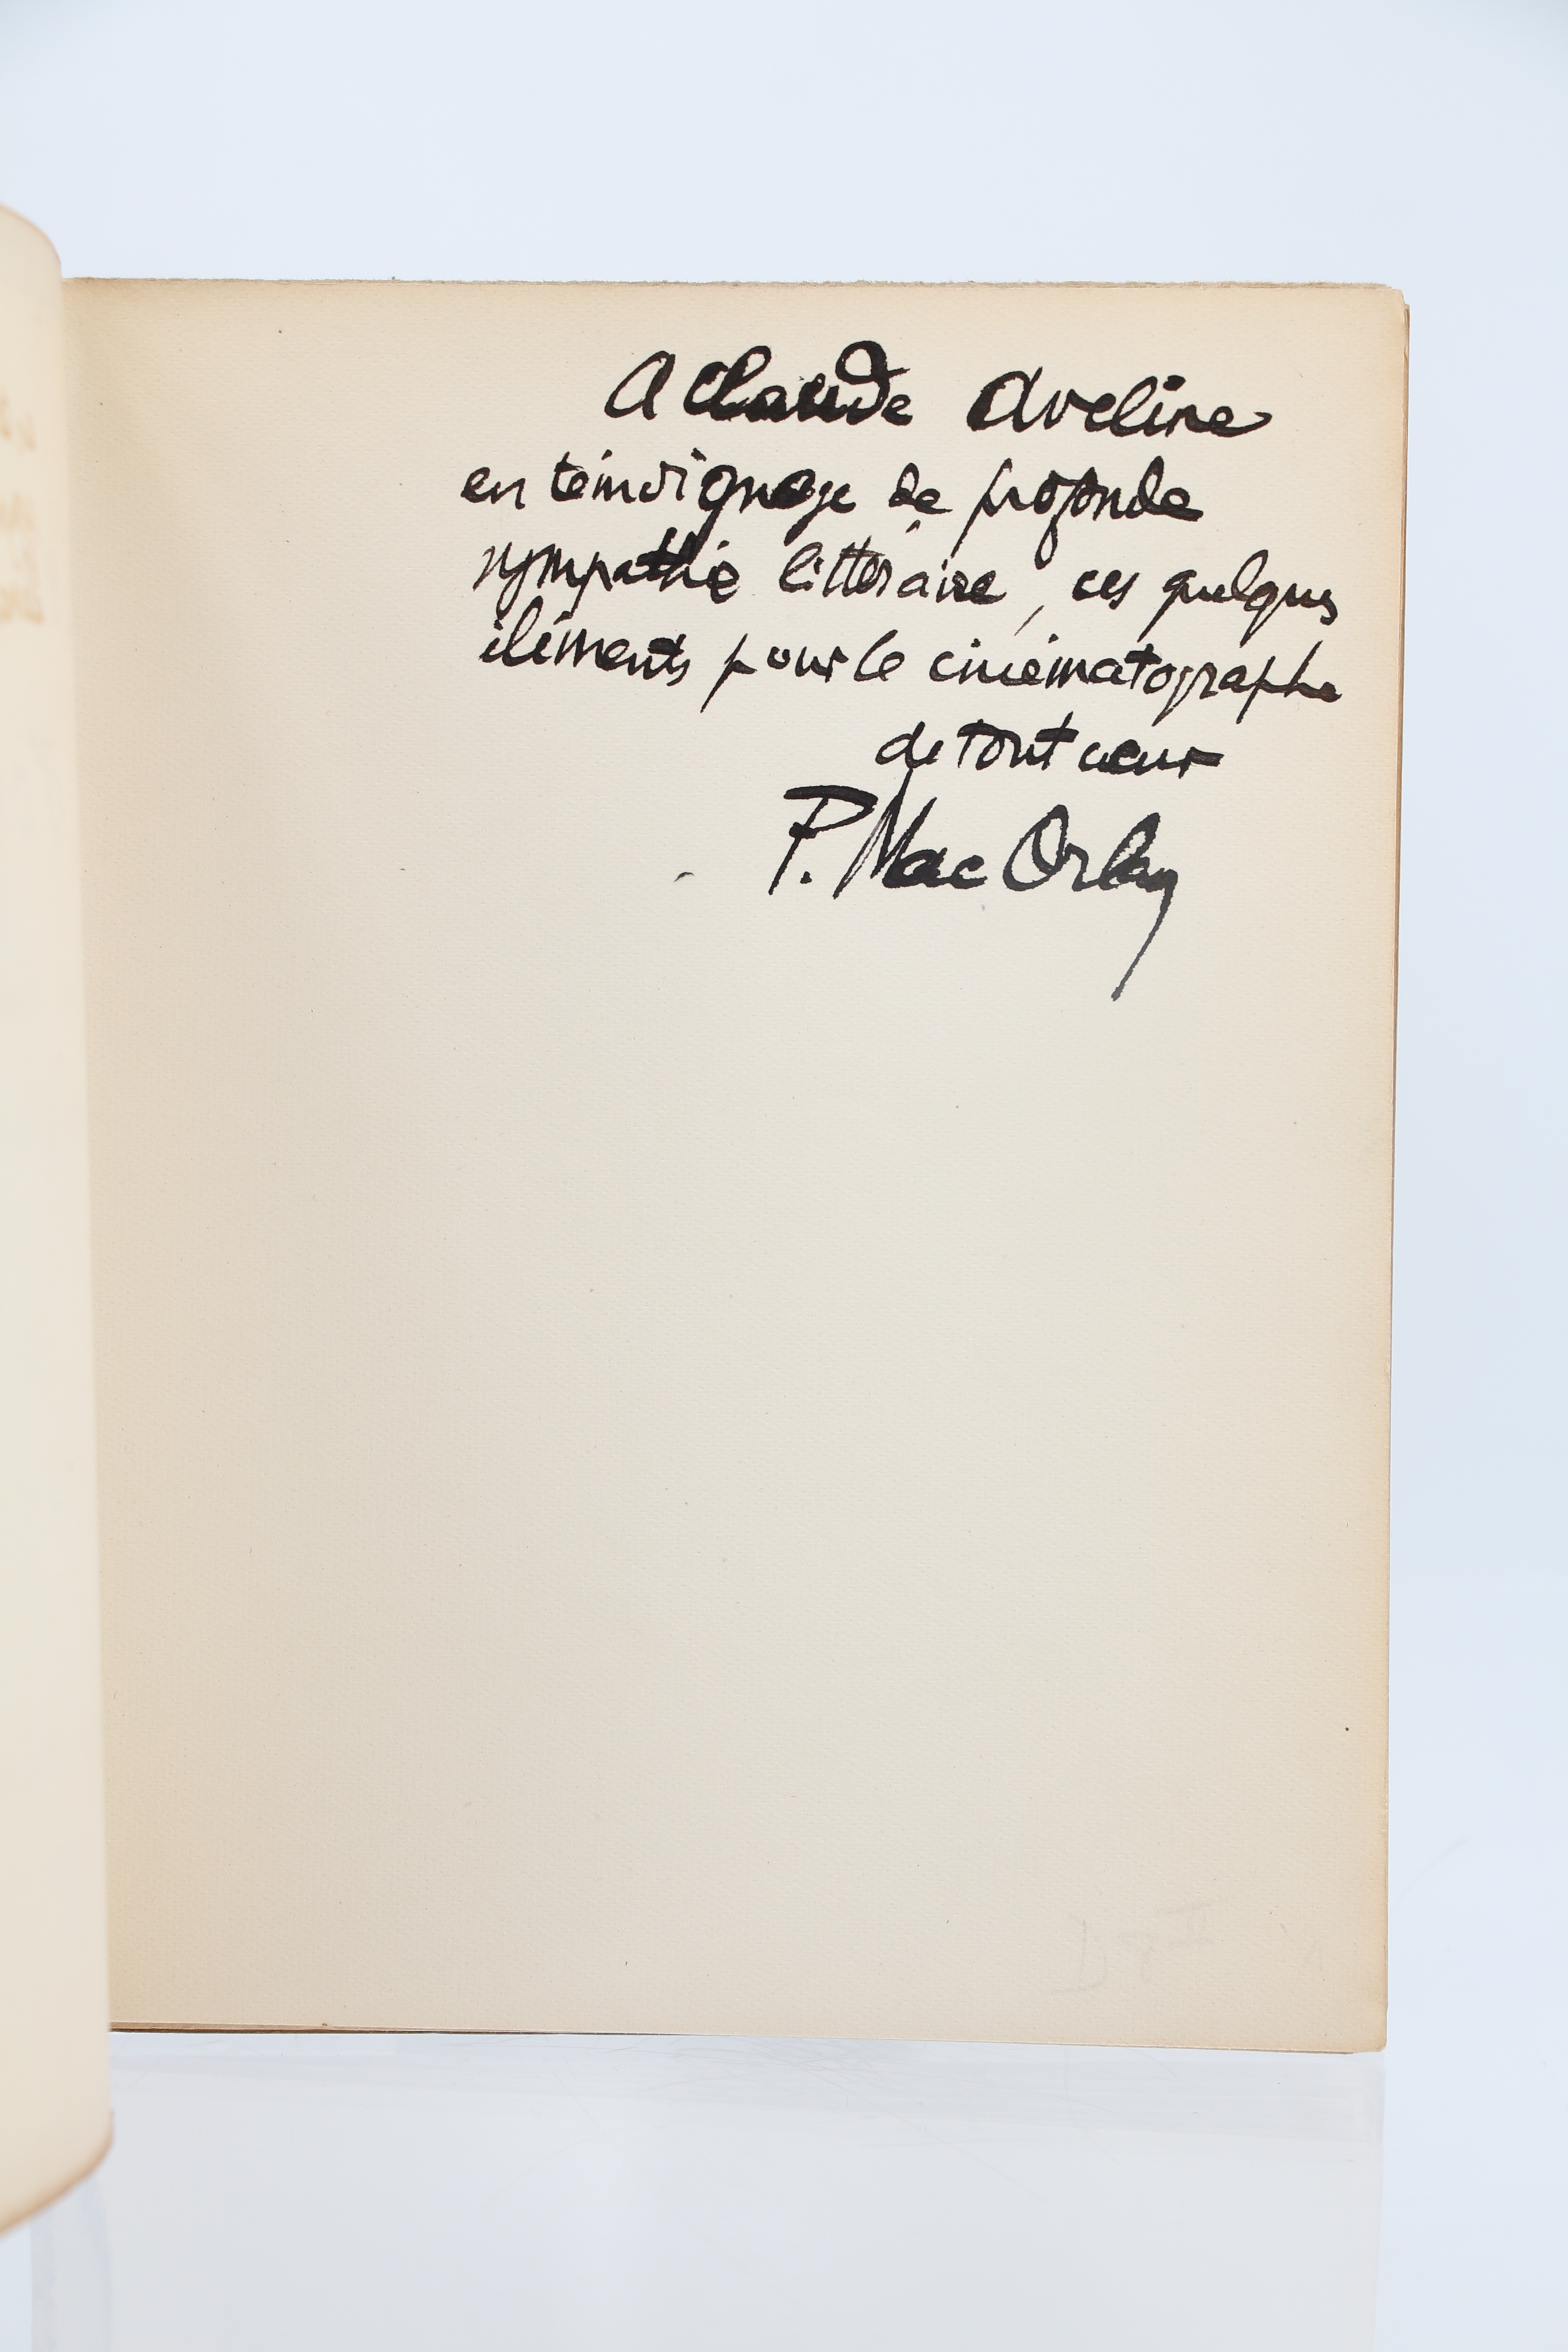 A Claude Aveline
en témoignage de profonde
sympathie littéraire, ces quelques
éléments pour le cinématographe
de tout cœur
P. Mac Orlan